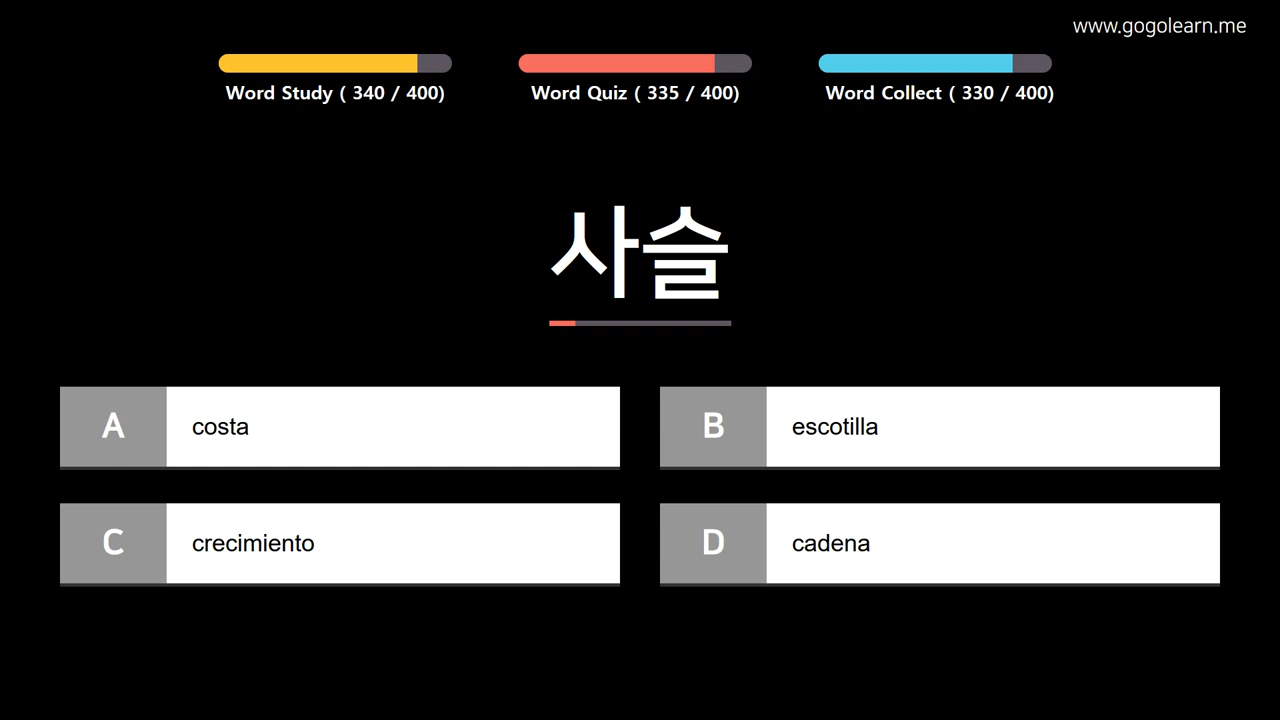 www.gogolearn.me
Word Study ( 340 / 400)
Word Quiz ( 335 / 400)
Word Collect ( 330 / 400)
사슬
A costa
B escotilla
C crecimiento
D cadena